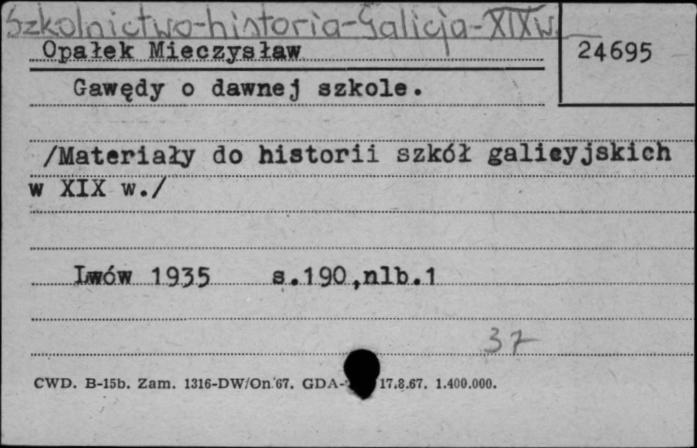 Szkolnictwo-historia-Galicja-XIXw.
Opałek Mieczysław
24695
Gawędy o dawnej szkole.
/Materiały do historii szkół galicyjskich
w XIX w./
Lwów 1935 s.190,nlb.1
37
CWD. B-15b. Zam. 1316-DW/On.67. GDA- 17.8.67. 1.400.000.